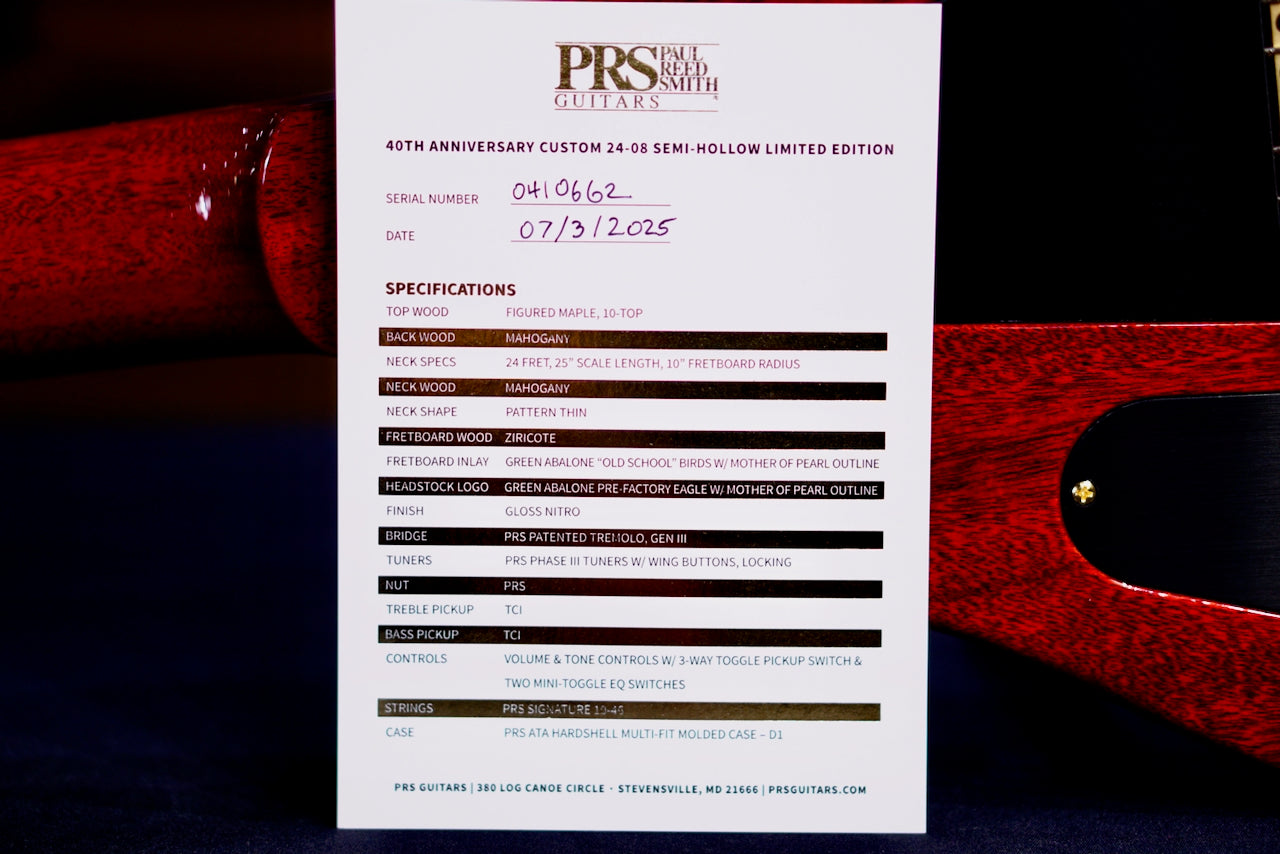 PRS PAUL REED SMITH
GUITARS
40TH ANNIVERSARY CUSTOM 24-08 SEMI-HOLLOW LIMITED EDITION
SERIAL NUMBER 0410662
DATE 07/3/2025
SPECIFICATIONS
TOP WOOD FIGURED MAPLE, 10-TOP
BACK WOOD MAHOGANY
NECK SPECS 24 FRET, 25” SCALE LENGTH, 10” FRETBOARD RADIUS
NECK WOOD MAHOGANY
NECK SHAPE PATTERN THIN
FRETBOARD WOOD ZIRICOTE
FRETBOARD INLAY GREEN ABALONE “OLD SCHOOL” BIRDS W/ MOTHER OF PEARL OUTLINE
HEADSTOCK LOGO GREEN ABALONE PRE-FACTORY EAGLE W/ MOTHER OF PEARL OUTLINE
FINISH GLOSS NITRO
BRIDGE PRS PATENTED TREMOLO, GEN III
TUNERS PRS PHASE III TUNERS W/ WING BUTTONS, LOCKING
NUT PRS
TREBLE PICKUP TCI
BASS PICKUP TCI
CONTROLS VOLUME & TONE CONTROLS W/ 3-WAY TOGGLE PICKUP SWITCH &
TWO MINI-TOGGLE EQ SWITCHES
STRINGS PRS SIGNATURE 10-46
CASE PRS ATA HARDSHELL MULTI-FIT MOLDED CASE – D1
PRS GUITARS | 380 LOG CANOE CIRCLE · STEVENSVILLE, MD 21666 | PRSGUITARS.COM